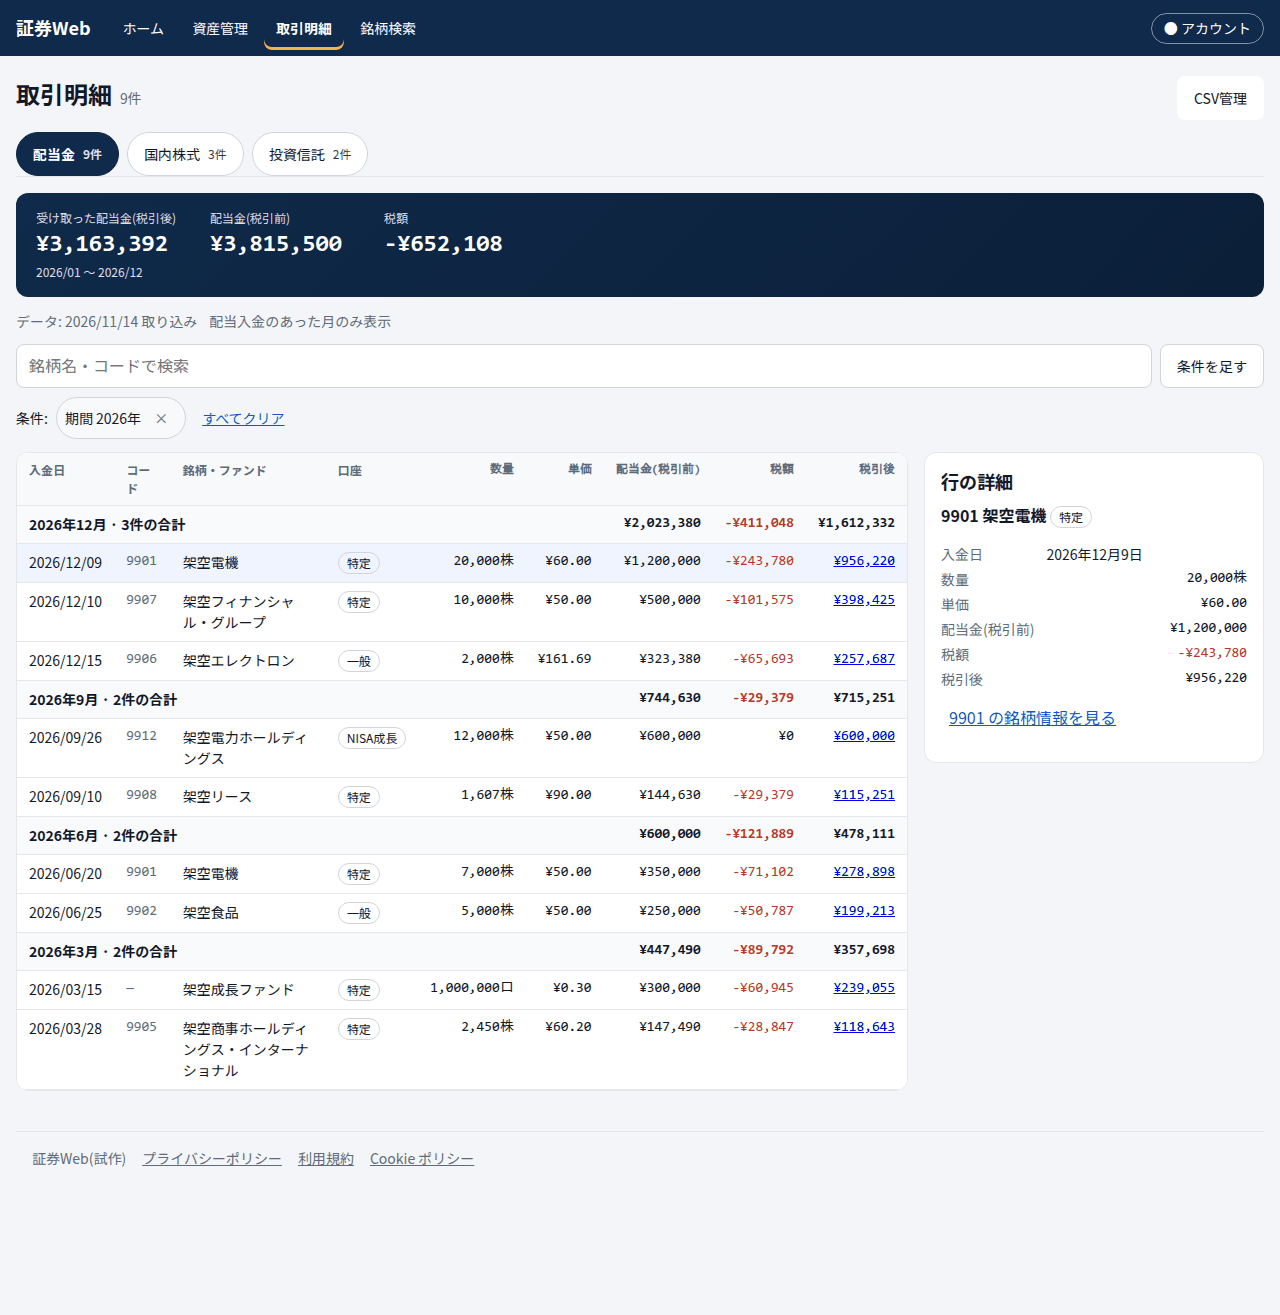 証券Web ホーム 資産管理 取引明細 銘柄検索 アカウント
取引明細 9件 CSV管理
配当金 9件 国内株式 3件 投資信託 2件
受け取った配当金(税引後) 配当金(税引前) 税額
¥3,163,392 ¥3,815,500 -¥652,108
2026/01 〜 2026/12
データ: 2026/11/14 取り込み 配当入金のあった月のみ表示
銘柄名・コードで検索 条件を足す
条件: 期間 2026年 × すべてクリア
入金日 コード 銘柄・ファンド 口座 数量 単価 配当金(税引前) 税額 税引後
2026年12月・3件の合計 ¥2,023,380 -¥411,048 ¥1,612,332
2026/12/09 9901 架空電機 特定 20,000株 ¥60.00 ¥1,200,000 -¥243,780 ¥956,220
2026/12/10 9907 架空フィナンシャル・グループ 特定 10,000株 ¥50.00 ¥500,000 -¥101,575 ¥398,425
2026/12/15 9906 架空エレクトロン 一般 2,000株 ¥161.69 ¥323,380 -¥65,693 ¥257,687
2026年9月・2件の合計 ¥744,630 -¥29,379 ¥715,251
2026/09/26 9912 架空電力ホールディングス NISA成長 12,000株 ¥50.00 ¥600,000 ¥0 ¥600,000
2026/09/10 9908 架空リース 特定 1,607株 ¥90.00 ¥144,630 -¥29,379 ¥115,251
2026年6月・2件の合計 ¥600,000 -¥121,889 ¥478,111
2026/06/20 9901 架空電機 特定 7,000株 ¥50.00 ¥350,000 -¥71,102 ¥278,898
2026/06/25 9902 架空食品 一般 5,000株 ¥50.00 ¥250,000 -¥50,787 ¥199,213
2026年3月・2件の合計 ¥447,490 -¥89,792 ¥357,698
2026/03/15 — 架空成長ファンド 特定 1,000,000口 ¥0.30 ¥300,000 -¥60,945 ¥239,055
2026/03/28 9905 架空商事ホールディングス・インターナショナル 特定 2,450株 ¥60.20 ¥147,490 -¥28,847 ¥118,643
行の詳細
9901 架空電機 特定
入金日 2026年12月9日
数量 20,000株
単価 ¥60.00
配当金(税引前) ¥1,200,000
税額 -¥243,780
税引後 ¥956,220
9901 の銘柄情報を見る
証券Web(試作) プライバシーポリシー 利用規約 Cookie ポリシー